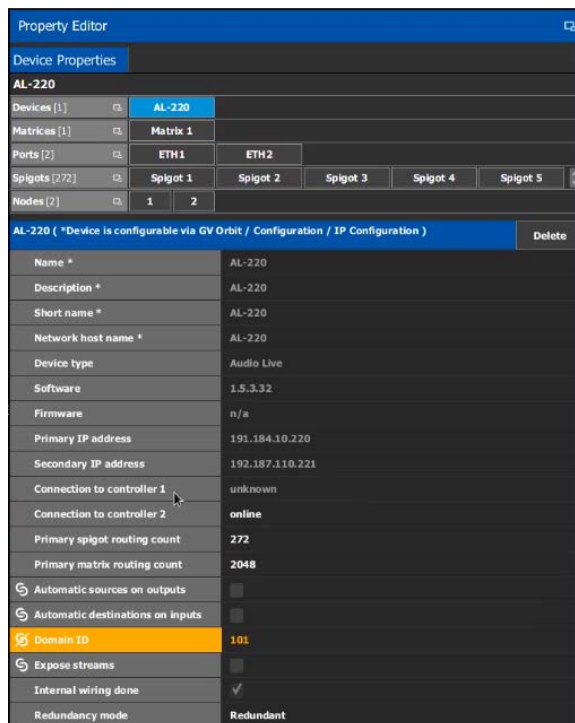 Property Editor
Device Properties
AL-220
Devices [1] AL-220
Matrices [1] Matrix 1
Ports [2] ETH1 ETH2
Spigots [272] Spigot 1 Spigot 2 Spigot 3 Spigot 4 Spigot 5
Nodes [2] 1 2
AL-220 ( *Device is configurable via GV Orbit / Configuration / IP Configuration ) Delete
Name * AL-220
Description * AL-220
Short name * AL-220
Network host name * AL-220
Device type Audio Live
Software 1.5.3.32
Firmware n/a
Primary IP address 191.184.10.220
Secondary IP address 192.187.110.221
Connection to controller 1 unknown
Connection to controller 2 online
Primary spigot routing count 272
Primary matrix routing count 2048
Automatic sources on outputs
Automatic destinations on inputs
Domain ID 101
Expose streams
Internal wiring done
Redundancy mode Redundant